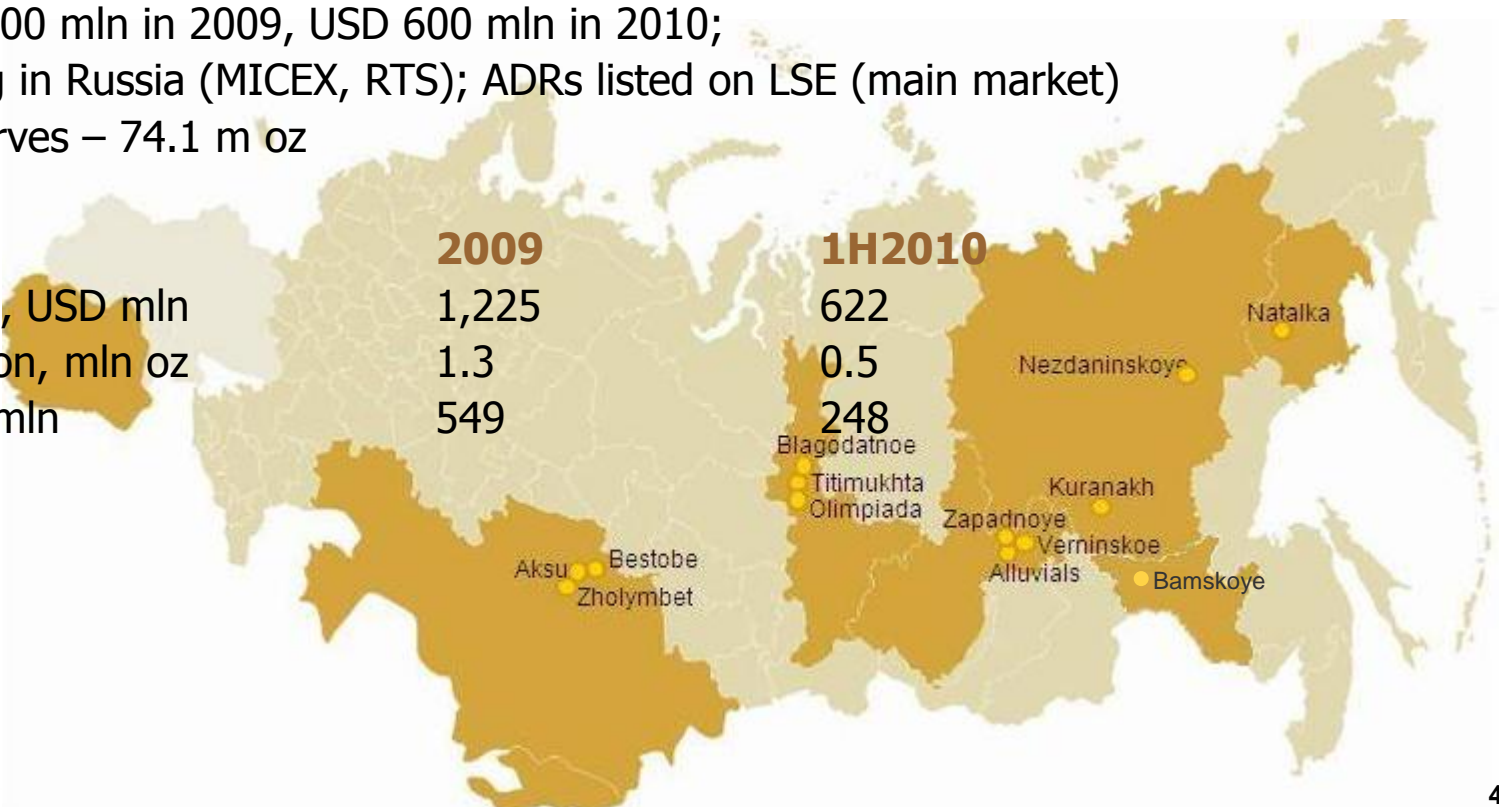 00 mln in 2009, USD 600 mln in 2010;
in Russia (MICEX, RTS); ADRs listed on LSE (main market)
rves – 74.1 m oz
2009 1H2010
, USD mln 1,225 622
on, mln oz 1.3 0.5
mln 549 248
Natalka
Nezdaninskoye
Blagodatnoe
Titimukhta
Olimpiada
Kuranakh
Zapadnoye
Verninskoe
Alluvials
Bamskoye
Aksu
Bestobe
Zholymbet
4